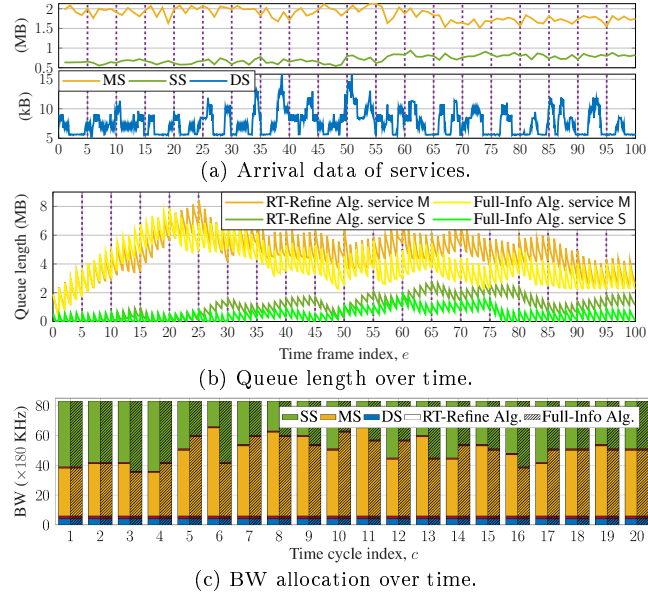 2
1.5
1
0.5
(MB)
MS SS DS
15
10
5
(kB)
0 5 10 15 20 25 30 35 40 45 50 55 60 65 70 75 80 85 90 95 100
(a) Arrival data of services.
8
6
4
2
0
Queue length (MB)
RT-Refine Alg. service M Full-Info Alg. service M
RT-Refine Alg. service S Full-Info Alg. service S
0 5 10 15 20 25 30 35 40 45 50 55 60 65 70 75 80 85 90 95 100
Time frame index, e
(b) Queue length over time.
80
60
40
20
0
BW (×180 KHz)
SS MS DS RT-Refine Alg. Full-Info Alg.
1 2 3 4 5 6 7 8 9 10 11 12 13 14 15 16 17 18 19 20
Time cycle index, c
(c) BW allocation over time.